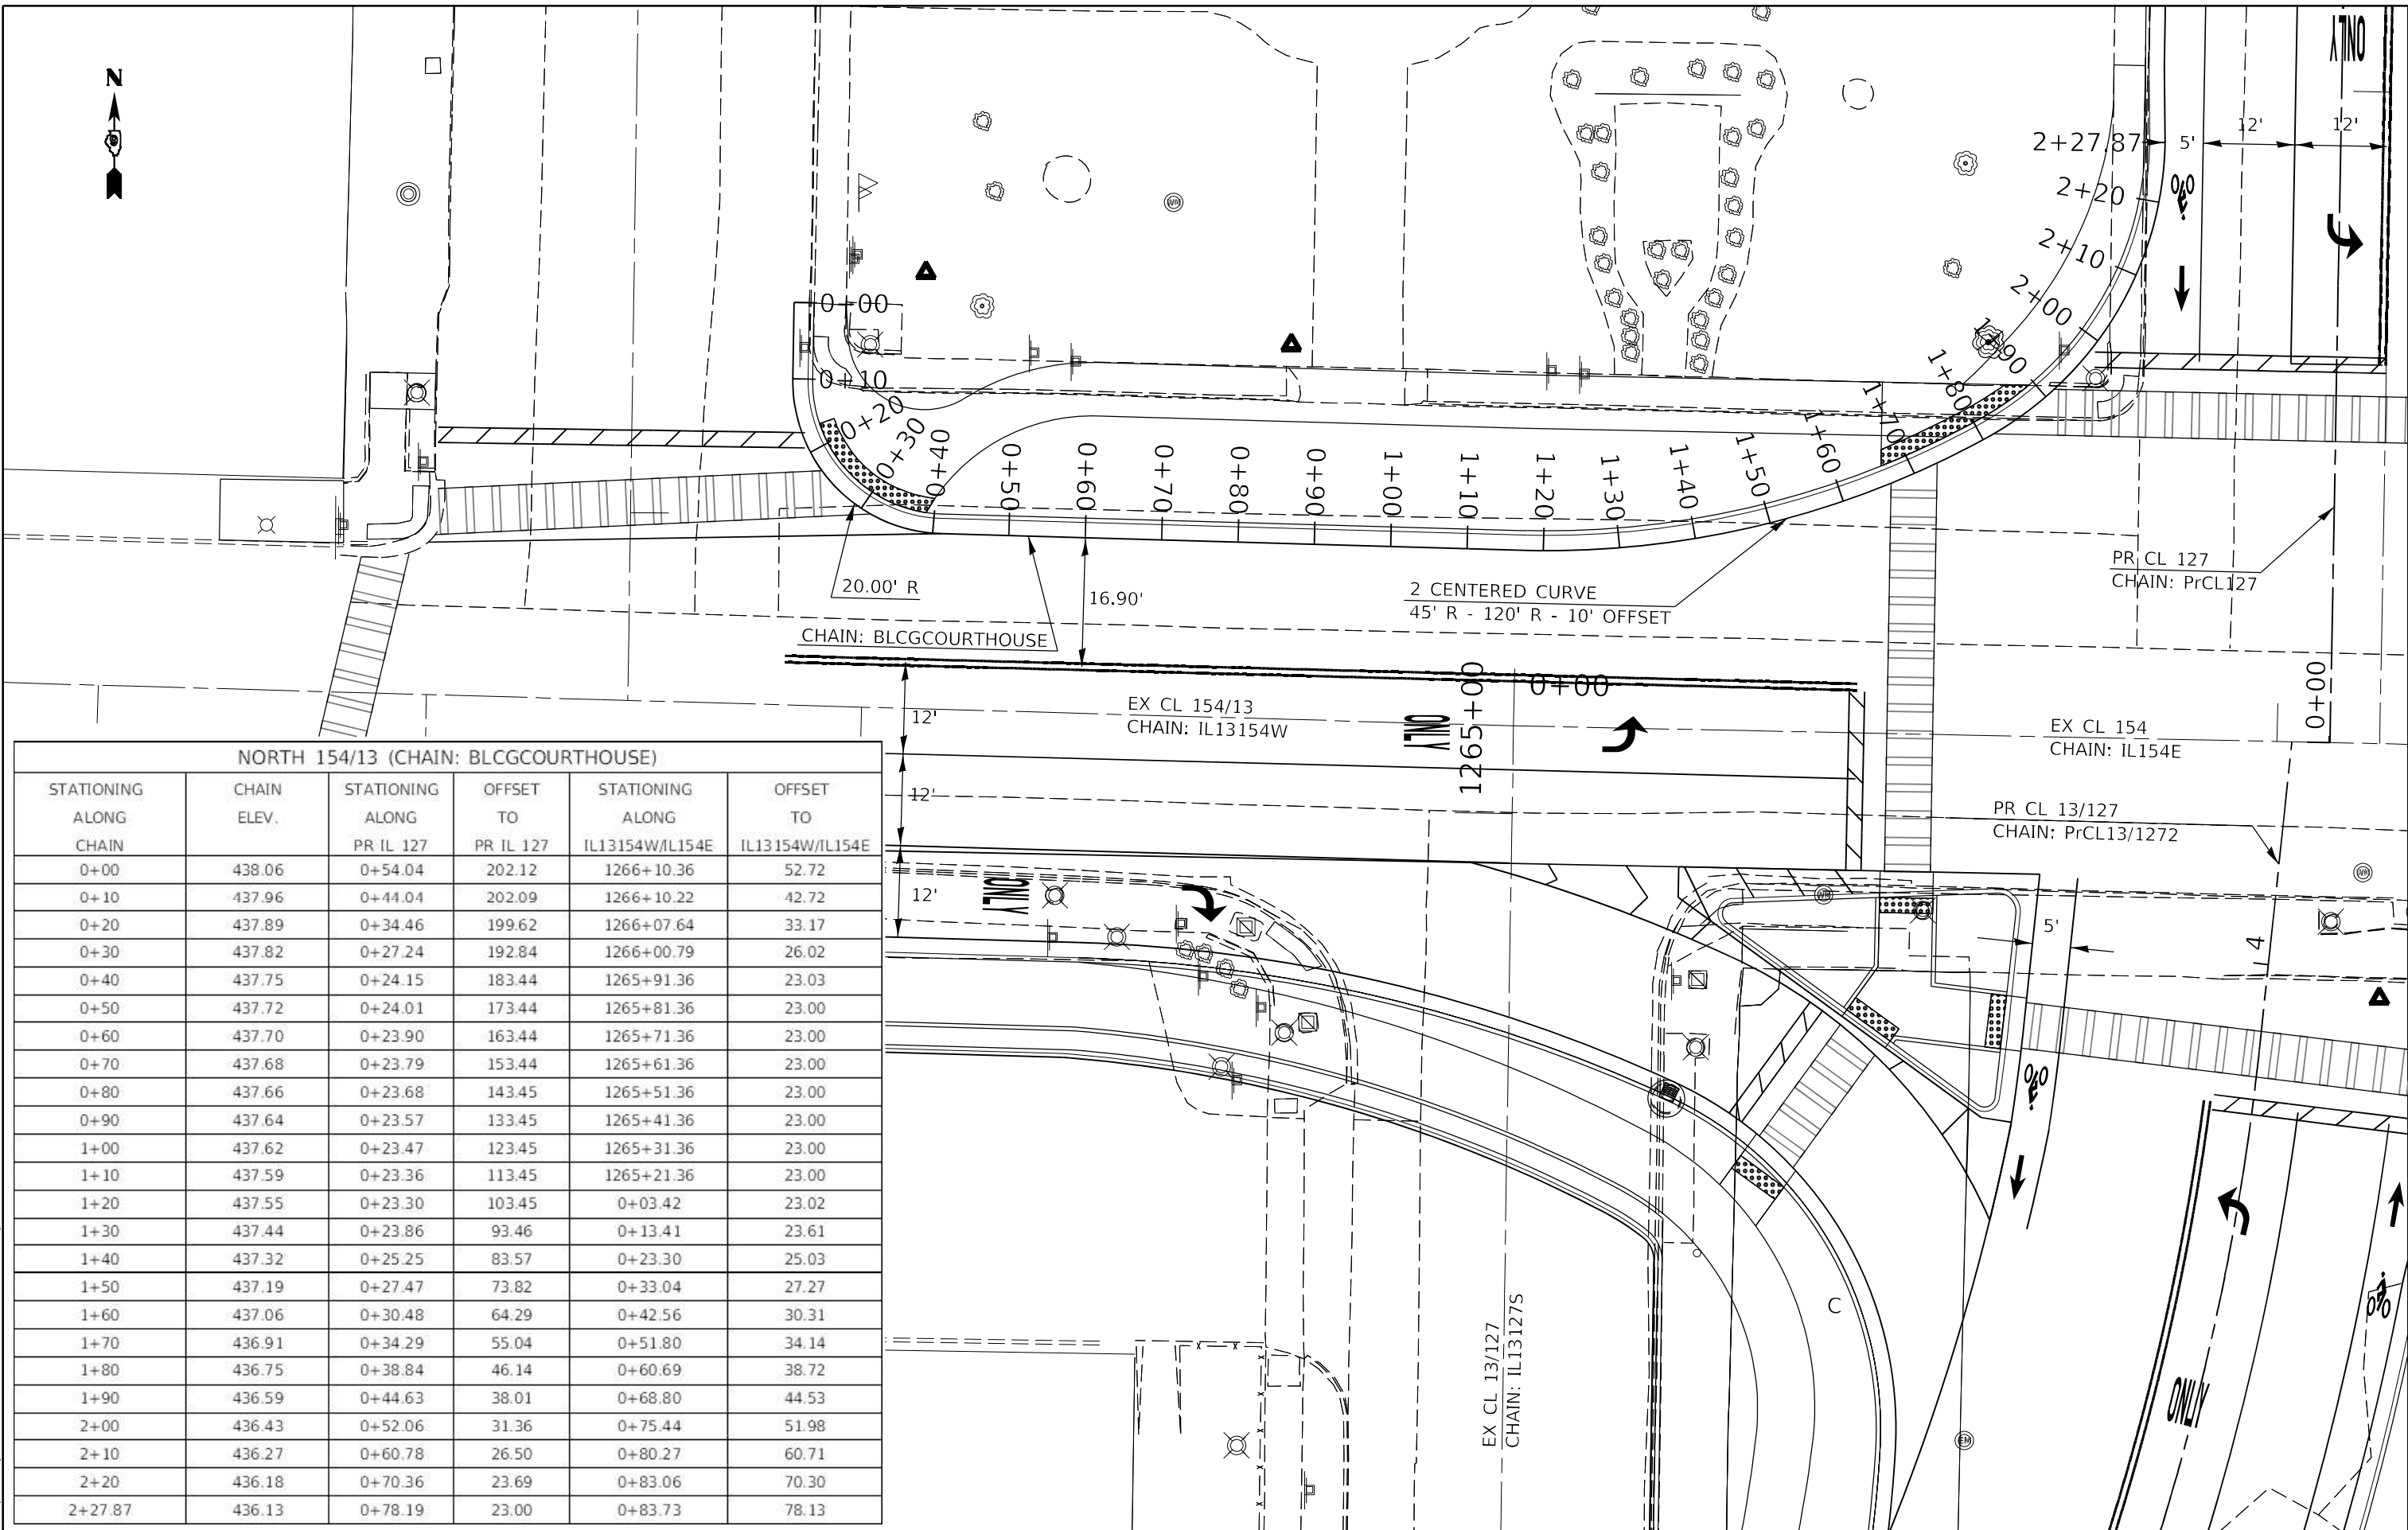 N
ONLY
2+27.87
5'
12'
12'
2+20
2+10
2+00
1+90
1+80
1+70
1+60
1+50
1+40
1+30
1+20
1+10
1+00
0+90
0+80
0+70
0+60
0+50
0+40
0+30
0+20
0+10
0+00
WM
20.00' R
16.90'
CHAIN: BLCGCOURTHOUSE
2 CENTERED CURVE
45' R - 120' R - 10' OFFSET
PR CL 127
CHAIN: PrCL127
0+00
12'
EX CL 154/13
CHAIN: IL13154W
ONLY
1265+00
0+00
EX CL 154
CHAIN: IL154E
12'
PR CL 13/127
CHAIN: PrCL13/1272
12'
ONLY
5'
4
EX CL 13/127
CHAIN: IL13127S
C
ONLY
NORTH 154/13 (CHAIN: BLCGCOURTHOUSE)
STATIONING ALONG CHAIN | CHAIN ELEV. | STATIONING ALONG PR IL 127 | OFFSET TO PR IL 127 | STATIONING ALONG IL13154W/IL154E | OFFSET TO IL13154W/IL154E
0+00 438.06 0+54.04 202.12 1266+10.36 52.72
0+10 437.96 0+44.04 202.09 1266+10.22 42.72
0+20 437.89 0+34.46 199.62 1266+07.64 33.17
0+30 437.82 0+27.24 192.84 1266+00.79 26.02
0+40 437.75 0+24.15 183.44 1265+91.36 23.03
0+50 437.72 0+24.01 173.44 1265+81.36 23.00
0+60 437.70 0+23.90 163.44 1265+71.36 23.00
0+70 437.68 0+23.79 153.44 1265+61.36 23.00
0+80 437.66 0+23.68 143.45 1265+51.36 23.00
0+90 437.64 0+23.57 133.45 1265+41.36 23.00
1+00 437.62 0+23.47 123.45 1265+31.36 23.00
1+10 437.59 0+23.36 113.45 1265+21.36 23.00
1+20 437.55 0+23.30 103.45 0+03.42 23.02
1+30 437.44 0+23.86 93.46 0+13.41 23.61
1+40 437.32 0+25.25 83.57 0+23.30 25.03
1+50 437.19 0+27.47 73.82 0+33.04 27.27
1+60 437.06 0+30.48 64.29 0+42.56 30.31
1+70 436.91 0+34.29 55.04 0+51.80 34.14
1+80 436.75 0+38.84 46.14 0+60.69 38.72
1+90 436.59 0+44.63 38.01 0+68.80 44.53
2+00 436.43 0+52.06 31.36 0+75.44 51.98
2+10 436.27 0+60.78 26.50 0+80.27 60.71
2+20 436.18 0+70.36 23.69 0+83.06 70.30
2+27.87 436.13 0+78.19 23.00 0+83.73 78.13